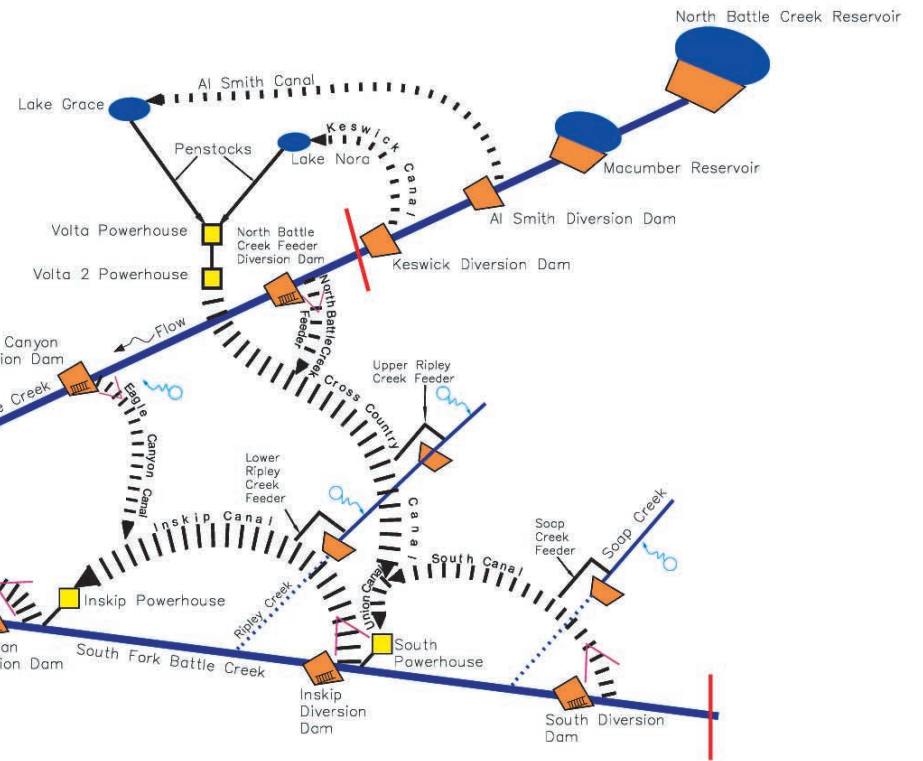 North Battle Creek Reservoir
Al Smith Canal
Lake Grace
Keswick Canal
Penstocks
Lake Nora
Macumber Reservoir
Al Smith Diversion Dam
Volta Powerhouse
North Battle
Creek Feeder
Diversion Dam
Keswick Diversion Dam
Volta 2 Powerhouse
North Battle Creek
Feeder
Flow
Canyon
ion Dam
Upper Ripley
Creek Feeder
Cross Country Canal
e Creek
Eagle Canyon Canal
Lower
Ripley
Creek
Feeder
Inskip Canal
Soap
Creek
Feeder
Soap Creek
South Canal
Union Canal
Inskip Powerhouse
Ripley Creek
South
Powerhouse
an
ion Dam
South Fork Battle Creek
Inskip
Diversion
Dam
South Diversion
Dam